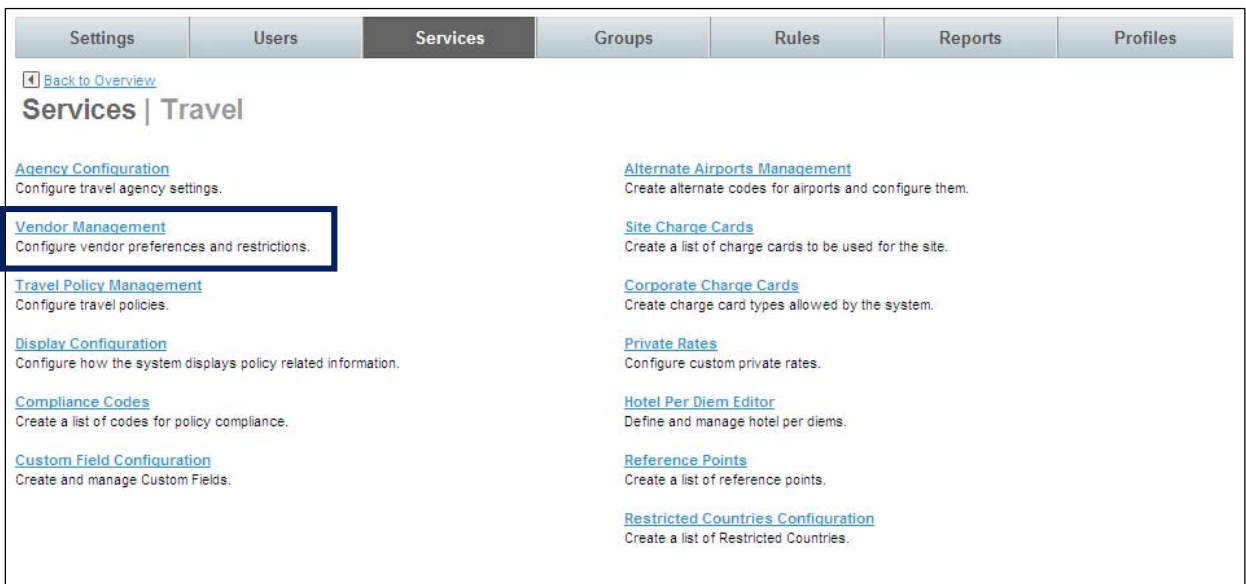 Settings Users Services Groups Rules Reports Profiles
Back to Overview
Services | Travel
Agency Configuration
Configure travel agency settings.
Vendor Management
Configure vendor preferences and restrictions.
Travel Policy Management
Configure travel policies.
Display Configuration
Configure how the system displays policy related information.
Compliance Codes
Create a list of codes for policy compliance.
Custom Field Configuration
Create and manage Custom Fields.
Alternate Airports Management
Create alternate codes for airports and configure them.
Site Charge Cards
Create a list of charge cards to be used for the site.
Corporate Charge Cards
Create charge card types allowed by the system.
Private Rates
Configure custom private rates.
Hotel Per Diem Editor
Define and manage hotel per diems.
Reference Points
Create a list of reference points.
Restricted Countries Configuration
Create a list of Restricted Countries.